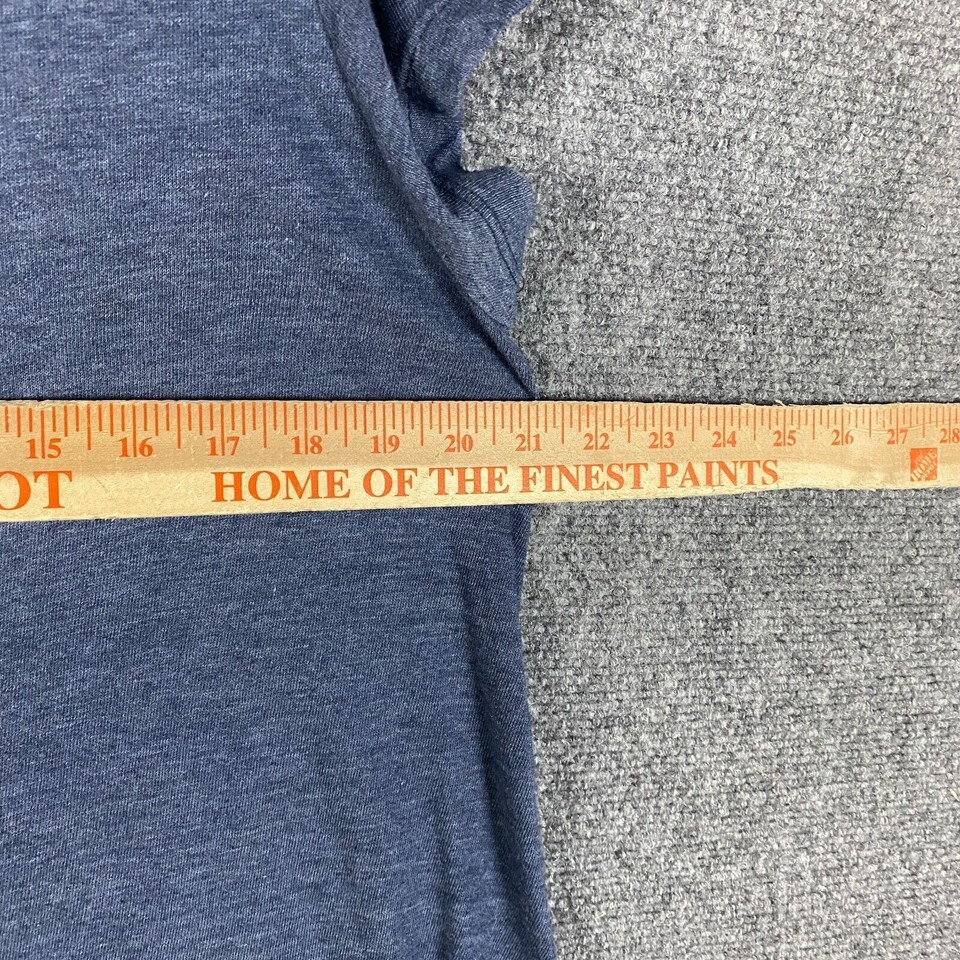 15 16 17 18 19 20 21 22 23 24 25 26 27 28
OT HOME OF THE FINEST PAINTS